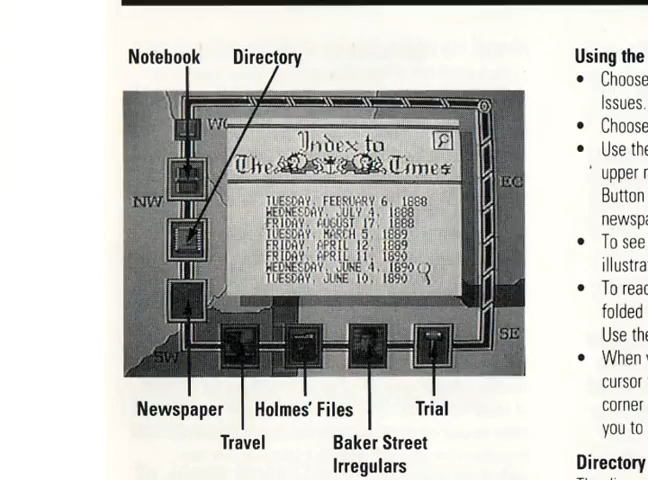 Notebook Directory
WC
Index to
The Times
NW
EC
TUESDAY, FEBRUARY 6, 1888
WEDNESDAY, JULY 4, 1888
FRIDAY, AUGUST 17, 1888
TUESDAY, MARCH 5, 1889
FRIDAY, APRIL 12, 1889
FRIDAY, APRIL 11, 1890
WEDNESDAY, JUNE 4, 1890
TUESDAY, JUNE 10, 1890
SE
SW
Newspaper Holmes' Files Trial
Travel Baker Street
Irregulars
Using the
• Choose
Issues.
• Choose
• Use the
upper r
Button
newspa
• To see
illustrat
• To read
folded
Use the
• When
cursor
corner
you to
Directory